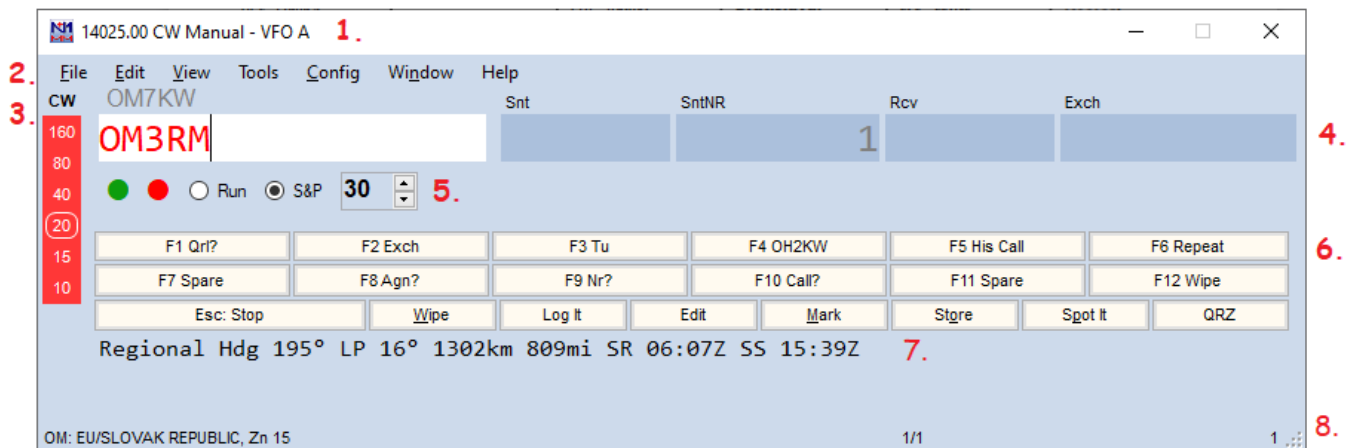 14025.00 CW Manual - VFO A 1.
2. File Edit View Tools Config Window Help
CW OM7KW Snt SntNR Rcv Exch
3. 160 OM3RM 1 4.
80
40 Run S&P 30 5.
20
F1 Qrl? F2 Exch F3 Tu F4 OH2KW F5 His Call F6 Repeat 6.
15
F7 Spare F8 Agn? F9 Nr? F10 Call? F11 Spare F12 Wipe
10
Esc: Stop Wipe Log It Edit Mark Store Spot It QRZ
Regional Hdg 195° LP 16° 1302km 809mi SR 06:07Z SS 15:39Z 7.
OM: EU/SLOVAK REPUBLIC, Zn 15 1/1 1 8.